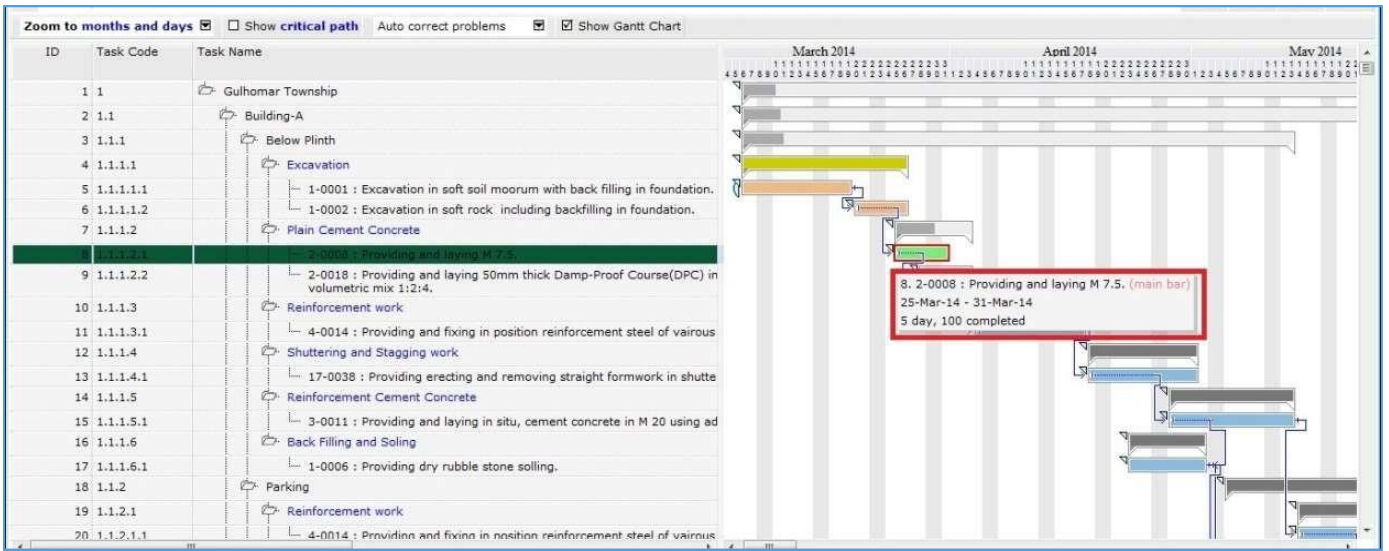 Zoom to months and days Show critical path Auto correct problems Show Gantt Chart
ID Task Code Task Name March 2014 April 2014 May 2014
1 1 Gulhomar Township
2 1.1 Building-A
3 1.1.1 Below Plinth
4 1.1.1.1 Excavation
5 1.1.1.1.1 1-0001 : Excavation in soft soil moorum with back filling in foundation.
6 1.1.1.1.2 1-0002 : Excavation in soft rock including backfilling in foundation.
7 1.1.1.2 Plain Cement Concrete
8 1.1.1.2.1 2-0008 : Providing and laying M 7.5.
9 1.1.1.2.2 2-0018 : Providing and laying 50mm thick Damp-Proof Course(DPC) in
volumetric mix 1:2:4.
8. 2-0008 : Providing and laying M 7.5. (main bar)
25-Mar-14 - 31-Mar-14
5 day, 100 completed
10 1.1.1.3 Reinforcement work
11 1.1.1.3.1 4-0014 : Providing and fixing in position reinforcement steel of vairous
12 1.1.1.4 Shuttering and Stagging work
13 1.1.1.4.1 17-0038 : Providing erecting and removing straight formwork in shutte
14 1.1.1.5 Reinforcement Cement Concrete
15 1.1.1.5.1 3-0011 : Providing and laying in situ, cement concrete in M 20 using ad
16 1.1.1.6 Back Filling and Soling
17 1.1.1.6.1 1-0006 : Providing dry rubble stone solling.
18 1.1.2 Parking
19 1.1.2.1 Reinforcement work
20 1.1.2.1.1 4-0014 : Providing and fixing in position reinforcement steel of vairous